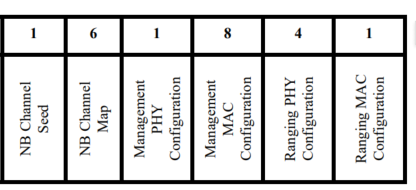 1 6 1 8 4 1
NB Channel
Seed
NB Channel
Map
Management
PHY
Configuration
Management
MAC
Configuration
Ranging PHY
Configuration
Ranging MAC
Configuration